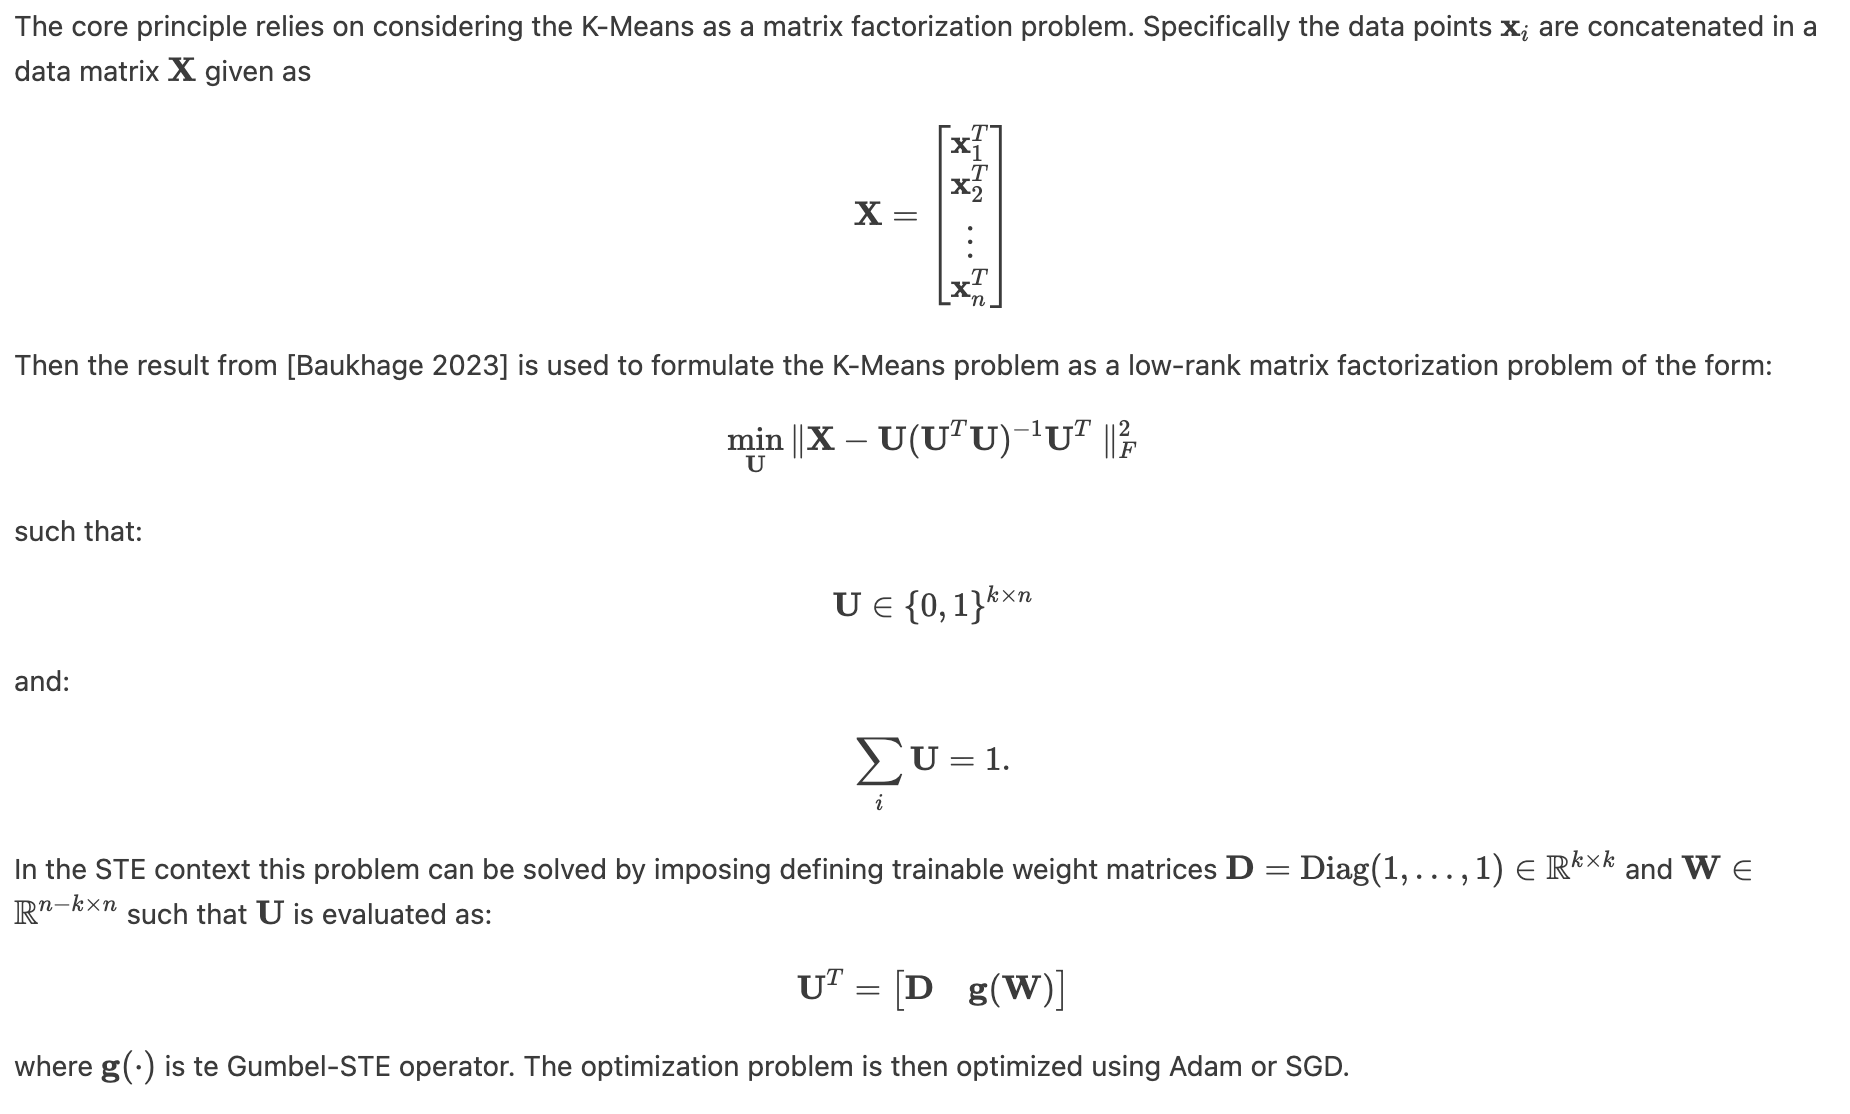 The core principle relies on considering the K-Means as a matrix factorization problem. Specifically the data points $\mathbf{x}_i$ are concatenated in a
data matrix $\mathbf{X}$ given as
$$\mathbf{X} = \begin{bmatrix} \mathbf{x}_1^T \\ \mathbf{x}_2^T \\ \vdots \\ \mathbf{x}_n^T \end{bmatrix}$$
Then the result from [Baukhage 2023] is used to formulate the K-Means problem as a low-rank matrix factorization problem of the form:
$$\min_{\mathbf{U}} \|\mathbf{X} - \mathbf{U}(\mathbf{U}^T\mathbf{U})^{-1}\mathbf{U}^T\|_F^2$$
such that:
$$\mathbf{U} \in \{0, 1\}^{k \times n}$$
and:
$$\sum_i \mathbf{U} = 1.$$
In the STE context this problem can be solved by imposing defining trainable weight matrices $\mathbf{D} = \mathrm{Diag}(1, \ldots, 1) \in \mathbb{R}^{k \times k}$ and $\mathbf{W} \in$
$\mathbb{R}^{n-k \times n}$ such that $\mathbf{U}$ is evaluated as:
$$\mathbf{U}^T = [\mathbf{D} \quad \mathbf{g}(\mathbf{W})]$$
where $\mathbf{g}(\cdot)$ is te Gumbel-STE operator. The optimization problem is then optimized using Adam or SGD.